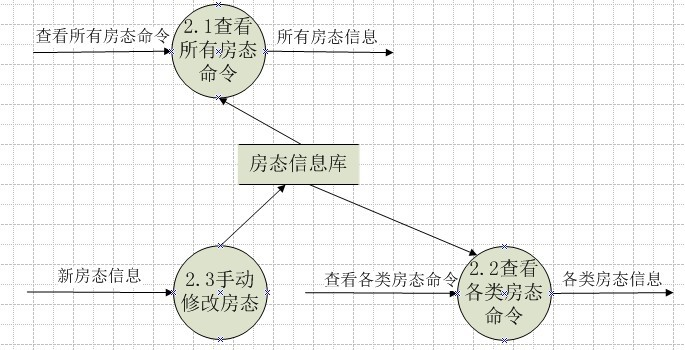 查看所有房态命令
2.1查看
所有房态
命令
所有房态信息
房态信息库
新房态信息
2.3手动
修改房态
查看各类房态命令
2.2查看
各类房态
命令
各类房态信息